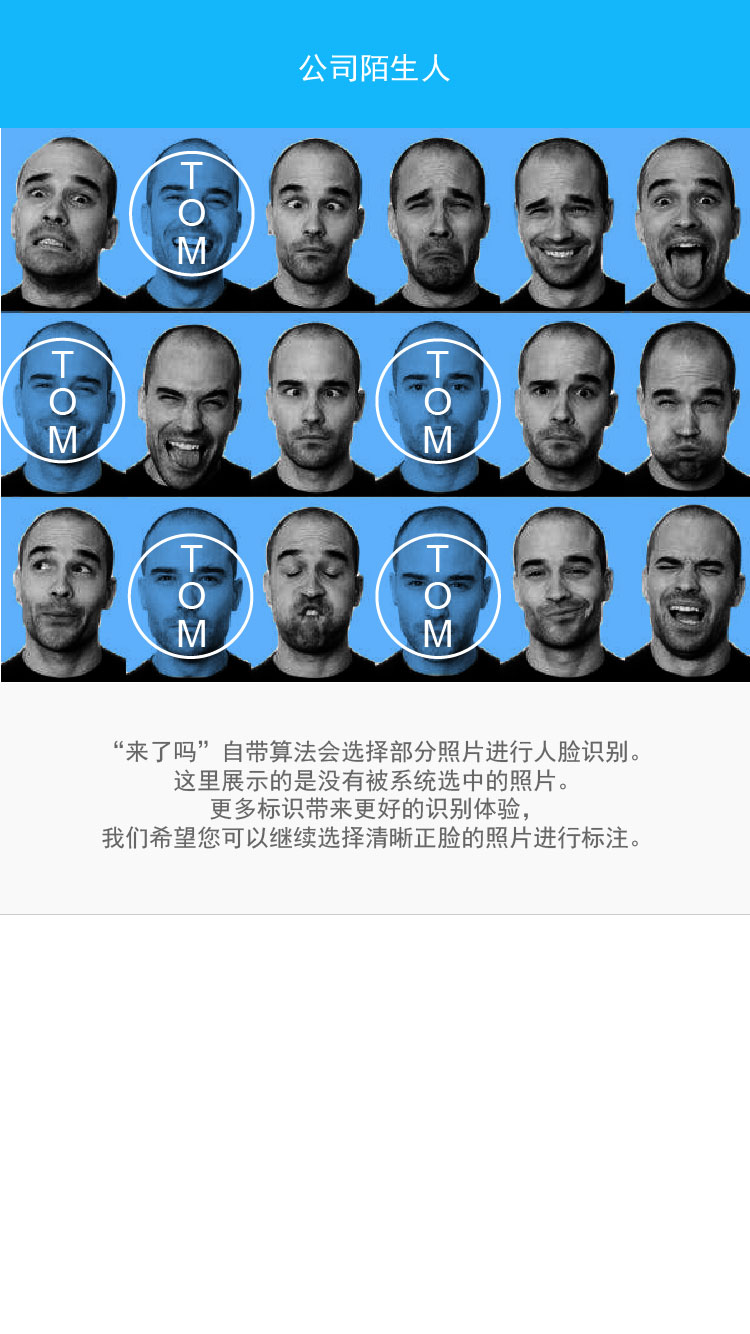 公司陌生人
T
O
M
T
O
M
T
O
M
T
O
M
T
O
M
“来了吗”自带算法会选择部分照片进行人脸识别。
这里展示的是没有被系统选中的照片。
更多标识带来更好的识别体验，
我们希望您可以继续选择清晰正脸的照片进行标注。